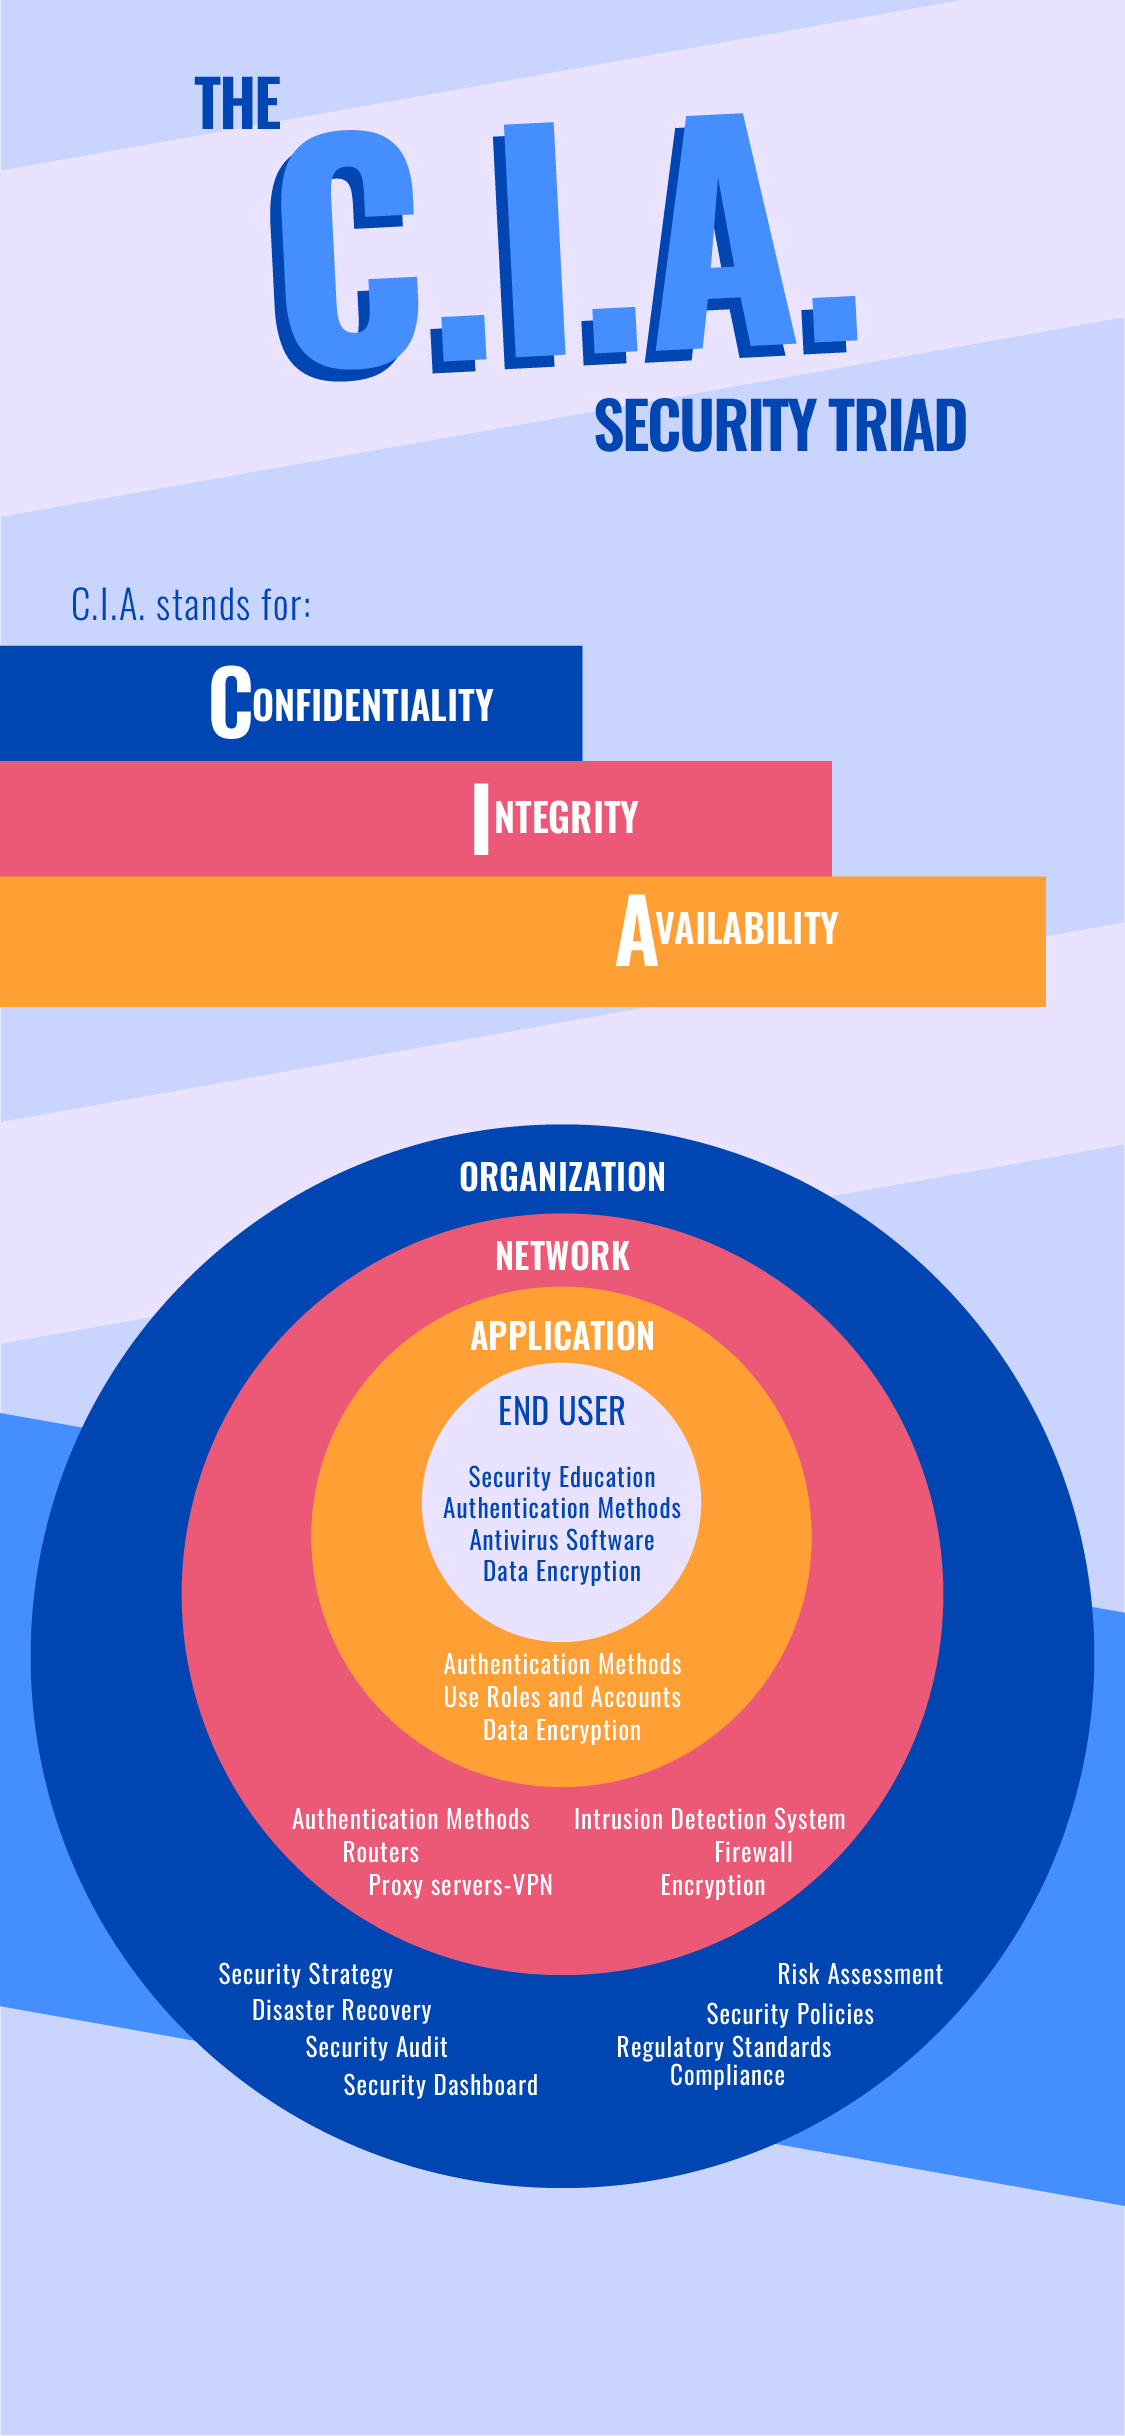 THE
C.I.A.
SECURITY TRIAD
C.I.A. stands for:
CONFIDENTIALITY
INTEGRITY
AVAILABILITY
ORGANIZATION
NETWORK
APPLICATION
END USER
Security Education
Authentication Methods
Antivirus Software
Data Encryption
Authentication Methods
Use Roles and Accounts
Data Encryption
Authentication Methods
Routers
Proxy servers-VPN
Intrusion Detection System
Firewall
Encryption
Security Strategy
Disaster Recovery
Security Audit
Security Dashboard
Risk Assessment
Security Policies
Regulatory Standards
Compliance